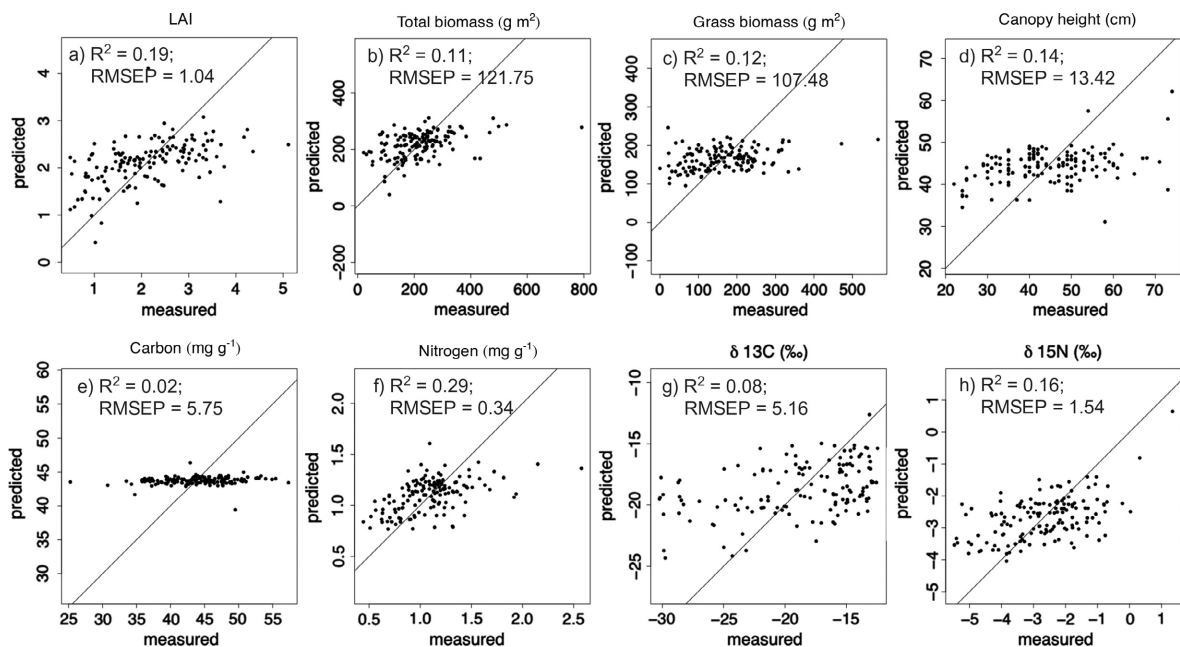 LAI
a) R² = 0.19;
RMSEP = 1.04
predicted
0 1 2 3 4
1 2 3 4 5
measured
Total biomass (g m²)
b) R² = 0.11;
RMSEP = 121.75
predicted
−200 0 200 400
0 200 400 600 800
measured
Grass biomass (g m²)
c) R² = 0.12;
RMSEP = 107.48
predicted
−100 0 100 200 300 400
0 100 200 300 400 500
measured
Canopy height (cm)
d) R² = 0.14;
RMSEP = 13.42
predicted
20 30 40 50 60 70
20 30 40 50 60 70
measured
Carbon (mg g⁻¹)
e) R² = 0.02;
RMSEP = 5.75
predicted
30 35 40 45 50 55 60
25 30 35 40 45 50 55
measured
Nitrogen (mg g⁻¹)
f) R² = 0.29;
RMSEP = 0.34
predicted
0.5 1.0 1.5 2.0
0.5 1.0 1.5 2.0 2.5
measured
δ 13C (‰)
g) R² = 0.08;
RMSEP = 5.16
predicted
−25 −20 −15 −10
−30 −25 −20 −15
measured
δ 15N (‰)
h) R² = 0.16;
RMSEP = 1.54
predicted
−5 −4 −3 −2 −1 0 1
−5 −4 −3 −2 −1 0 1
measured